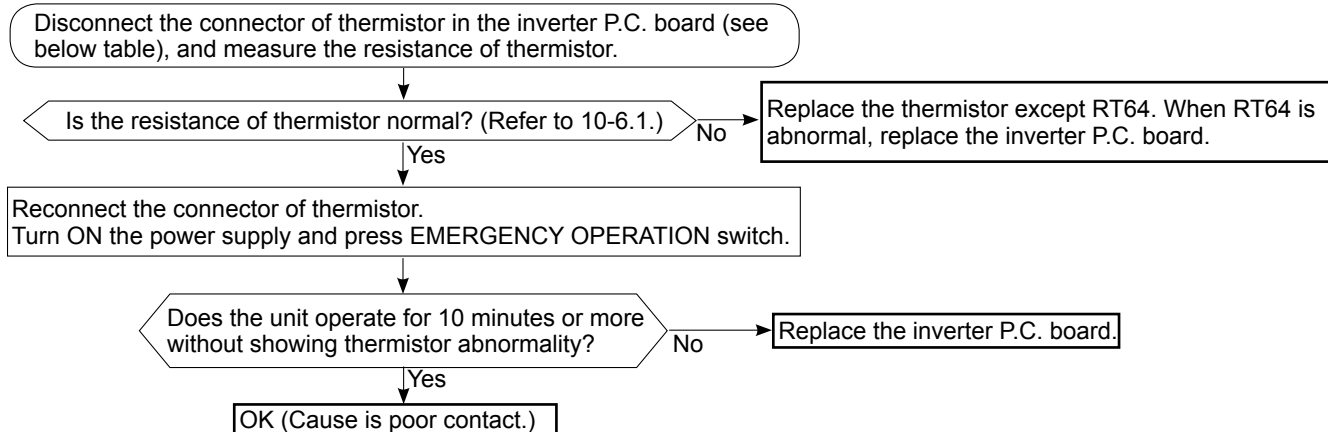 Disconnect the connector of thermistor in the inverter P.C. board (see
below table), and measure the resistance of thermistor.
Is the resistance of thermistor normal? (Refer to 10-6.1.)
No
Replace the thermistor except RT64. When RT64 is
abnormal, replace the inverter P.C. board.
Yes
Reconnect the connector of thermistor.
Turn ON the power supply and press EMERGENCY OPERATION switch.
Does the unit operate for 10 minutes or more
without showing thermistor abnormality?
No
Replace the inverter P.C. board.
Yes
OK (Cause is poor contact.)